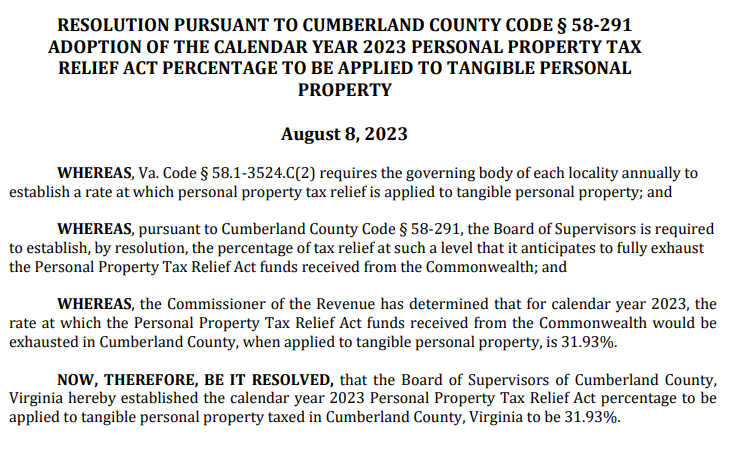 RESOLUTION PURSUANT TO CUMBERLAND COUNTY CODE § 58-291
ADOPTION OF THE CALENDAR YEAR 2023 PERSONAL PROPERTY TAX
RELIEF ACT PERCENTAGE TO BE APPLIED TO TANGIBLE PERSONAL
PROPERTY
August 8, 2023
WHEREAS, Va. Code § 58.1-3524.C(2) requires the governing body of each locality annually to
establish a rate at which personal property tax relief is applied to tangible personal property; and
WHEREAS, pursuant to Cumberland County Code § 58-291, the Board of Supervisors is required
to establish, by resolution, the percentage of tax relief at such a level that it anticipates to fully exhaust
the Personal Property Tax Relief Act funds received from the Commonwealth; and
WHEREAS, the Commissioner of the Revenue has determined that for calendar year 2023, the
rate at which the Personal Property Tax Relief Act funds received from the Commonwealth would be
exhausted in Cumberland County, when applied to tangible personal property, is 31.93%.
NOW, THEREFORE, BE IT RESOLVED, that the Board of Supervisors of Cumberland County,
Virginia hereby established the calendar year 2023 Personal Property Tax Relief Act percentage to be
applied to tangible personal property taxed in Cumberland County, Virginia to be 31.93%.